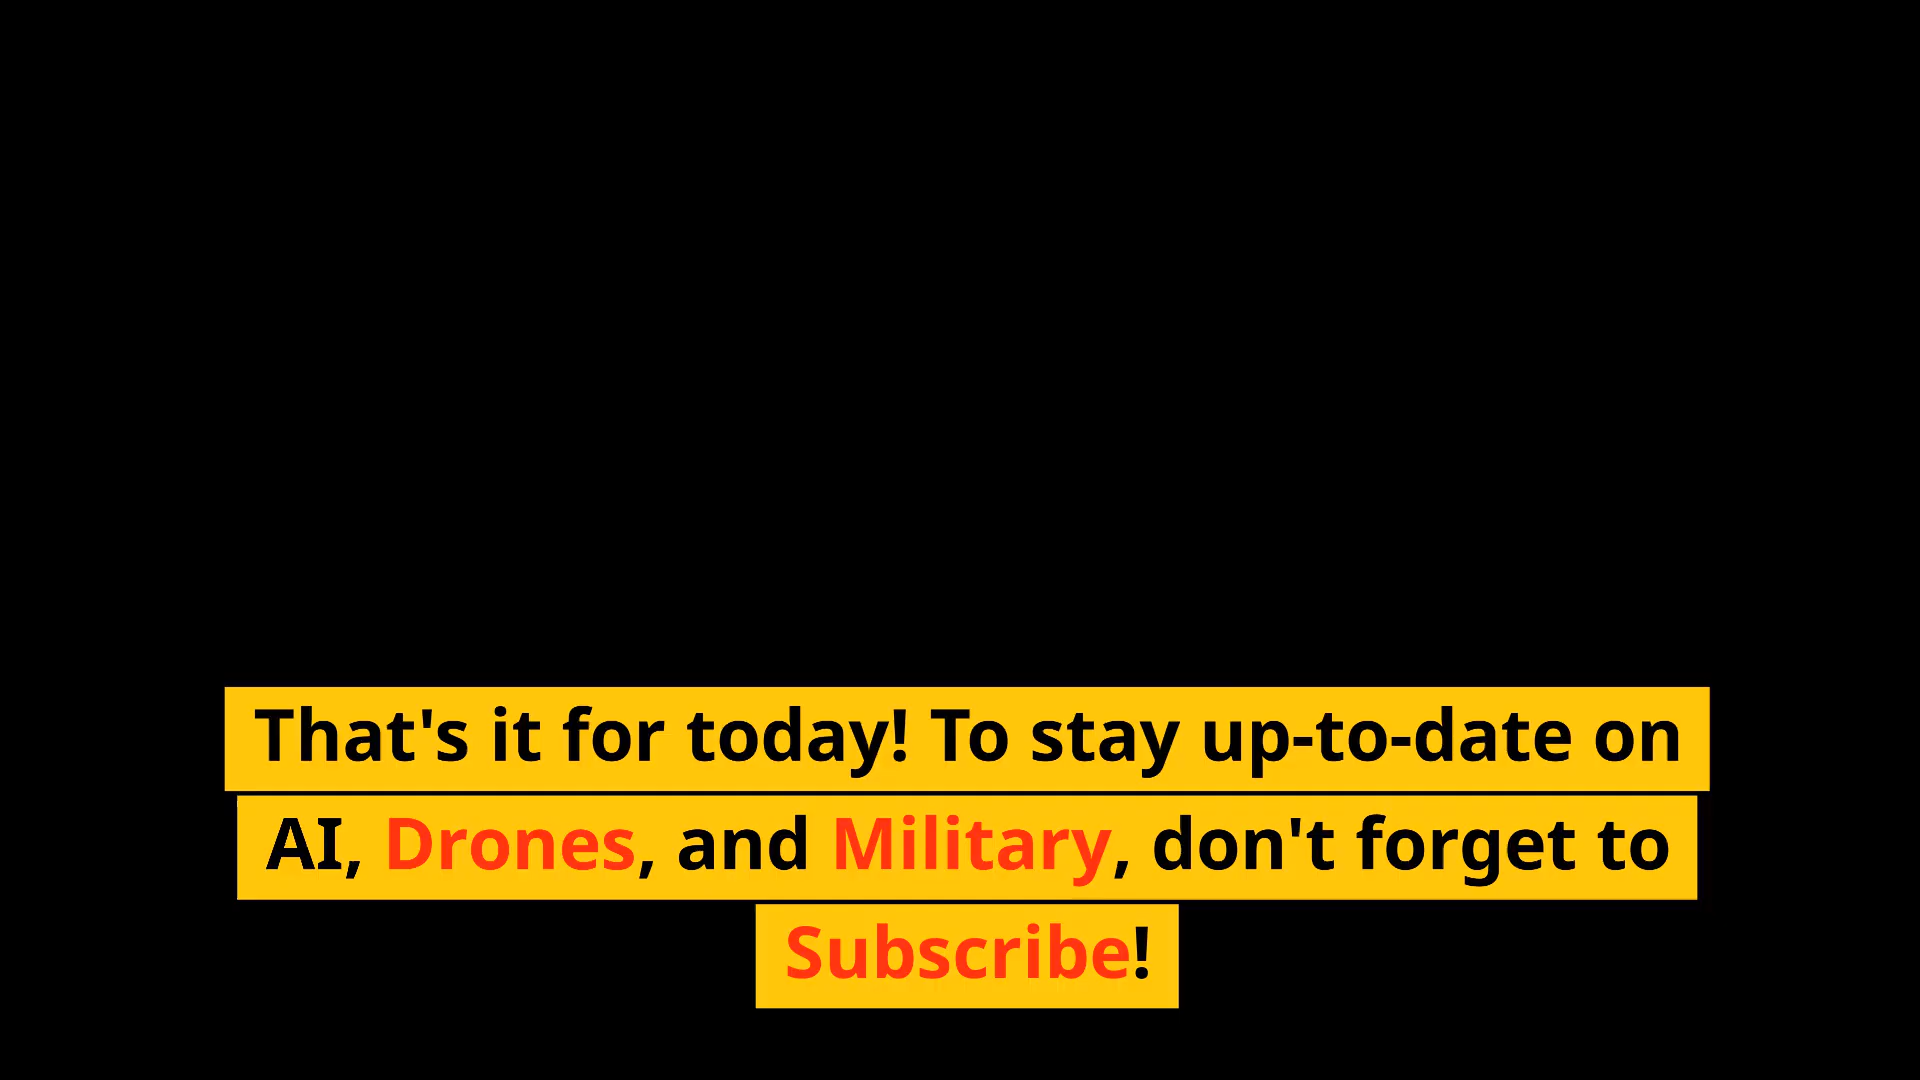 That's it for today! To stay up-to-date on
AI, Drones, and Military, don't forget to
Subscribe!